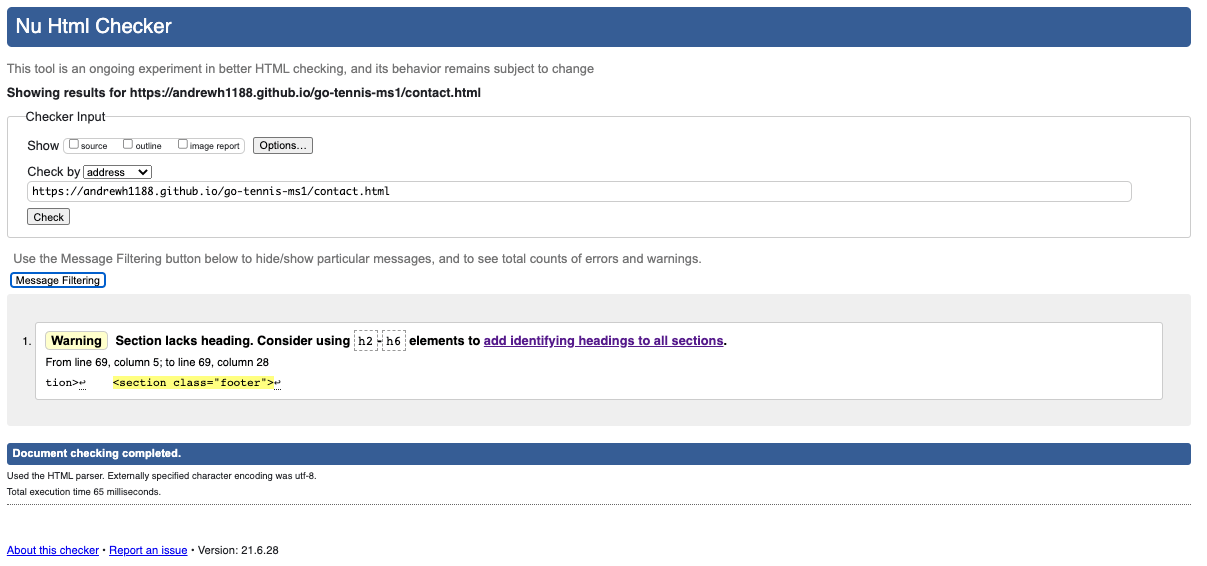 Nu Html Checker
This tool is an ongoing experiment in better HTML checking, and its behavior remains subject to change
Showing results for https://andrewh1188.github.io/go-tennis-ms1/contact.html
Checker Input
Show source outline image report Options...
Check by address
https://andrewh1188.github.io/go-tennis-ms1/contact.html
Check
Use the Message Filtering button below to hide/show particular messages, and to see total counts of errors and warnings.
Message Filtering
1. Warning Section lacks heading. Consider using h2-h6 elements to add identifying headings to all sections.
From line 69, column 5; to line 69, column 28
tion>↩ <section class="footer">↩
Document checking completed.
Used the HTML parser. Externally specified character encoding was utf-8.
Total execution time 65 milliseconds.
About this checker • Report an issue • Version: 21.6.28